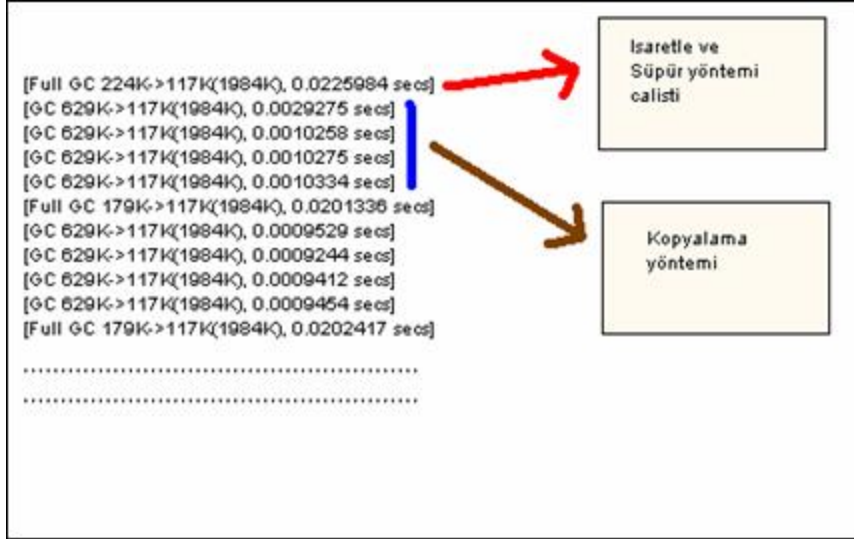 [Full GC 224K->117K(1984K), 0.0225984 secs]
[GC 629K->117K(1984K), 0.0029275 secs]
[GC 629K->117K(1984K), 0.0010258 secs]
[GC 629K->117K(1984K), 0.0010275 secs]
[GC 629K->117K(1984K), 0.0010334 secs]
[Full GC 179K->117K(1984K), 0.0201336 secs]
[GC 629K->117K(1984K), 0.0009529 secs]
[GC 629K->117K(1984K), 0.0009244 secs]
[GC 629K->117K(1984K), 0.0009412 secs]
[GC 629K->117K(1984K), 0.0009454 secs]
[Full GC 179K->117K(1984K), 0.0202417 secs]
Isaretle ve
Süpür yöntemi
calisti
Kopyalama
yöntemi